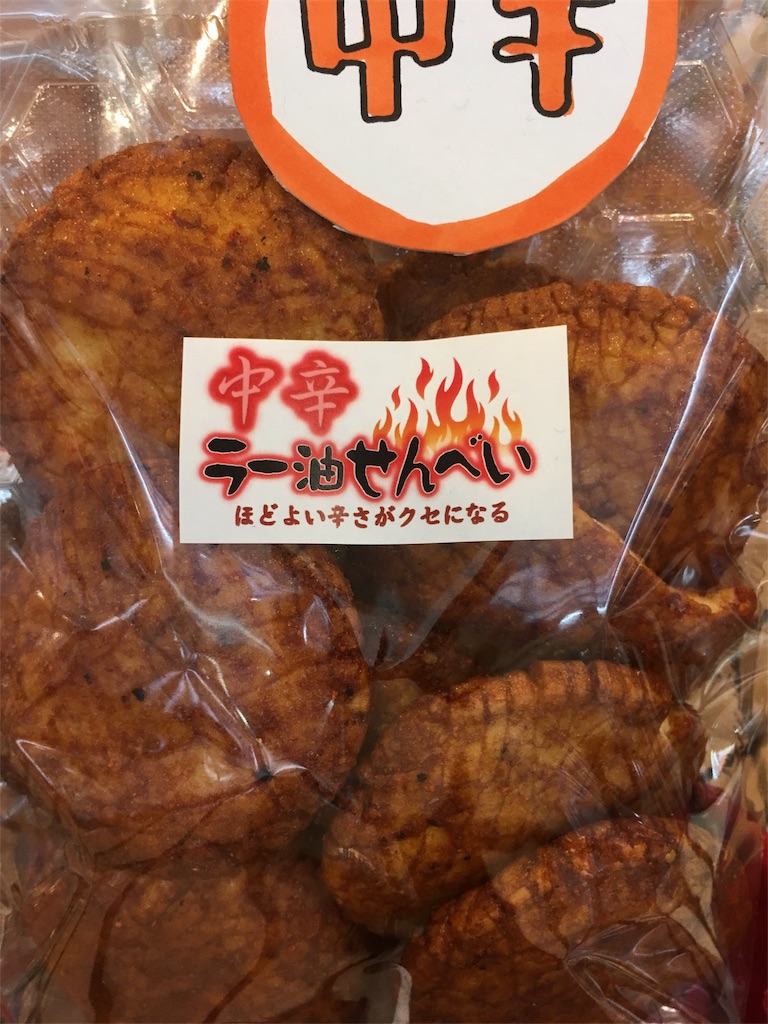 中辛
中辛
ラー油せんべい
ほどよい辛さがクセになる